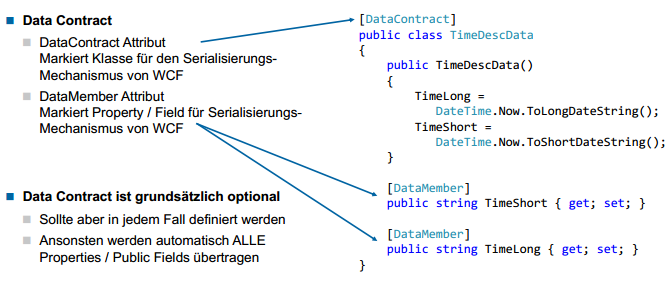 Data Contract
DataContract Attribut
Markiert Klasse für den Serialisierungs-
Mechanismus von WCF
DataMember Attribut
Markiert Property / Field für Serialisierungs-
Mechanismus von WCF
Data Contract ist grundsätzlich optional
Sollte aber in jedem Fall definiert werden
Ansonsten werden automatisch ALLE
Properties / Public Fields übertragen
[DataContract]
public class TimeDescData
{
public TimeDescData()
{
TimeLong =
DateTime.Now.ToLongDateString();
TimeShort =
DateTime.Now.ToShortDateString();
}
[DataMember]
public string TimeShort { get; set; }
[DataMember]
public string TimeLong { get; set; }
}